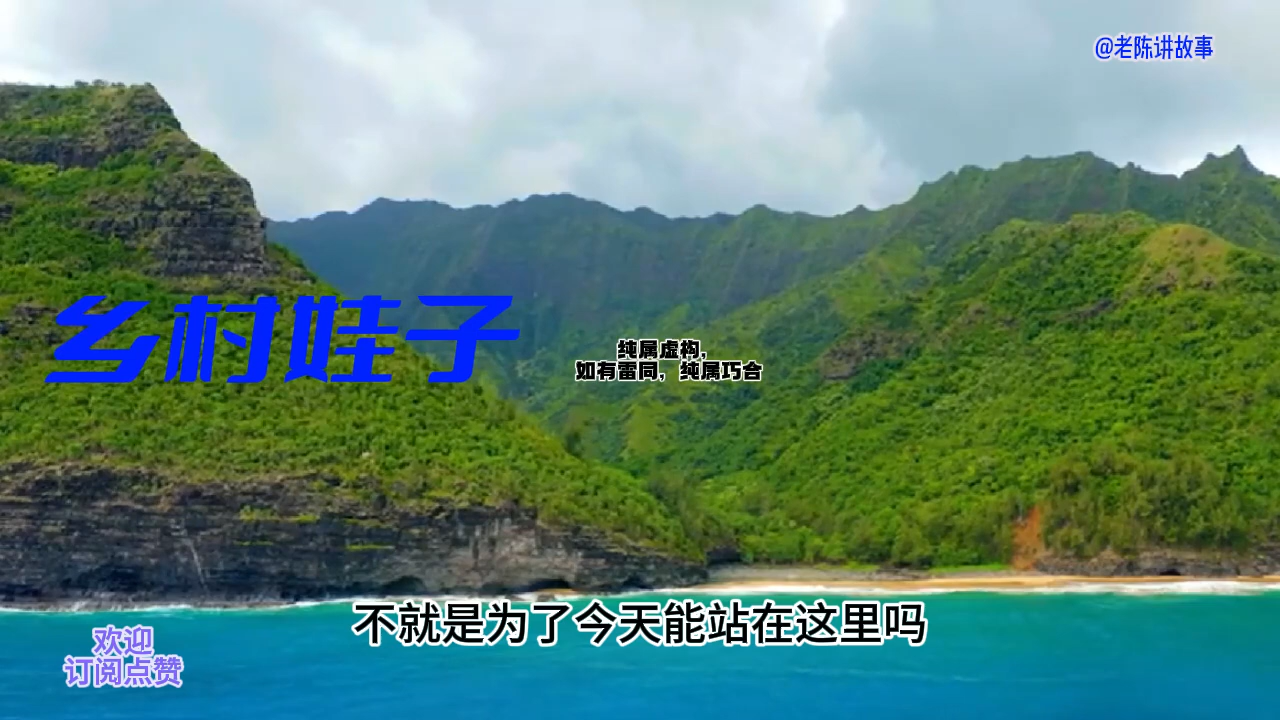 @老陈讲故事
乡村娃子
纯属虚构，
如有雷同，纯属巧合
不就是为了今天能站在这里吗
欢迎
订阅点赞